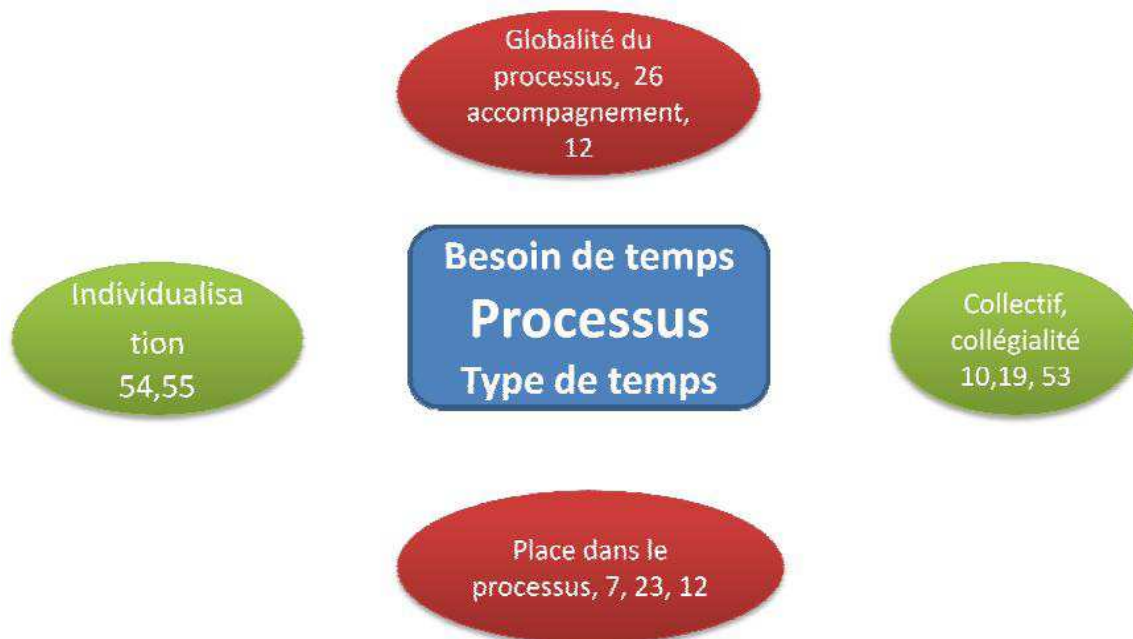 Globalité du
processus, 26
accompagnement,
12
Besoin de temps
Processus
Type de temps
Individualisa
tion
54,55
Collectif,
collégialité
10,19, 53
Place dans le
processus, 7, 23, 12